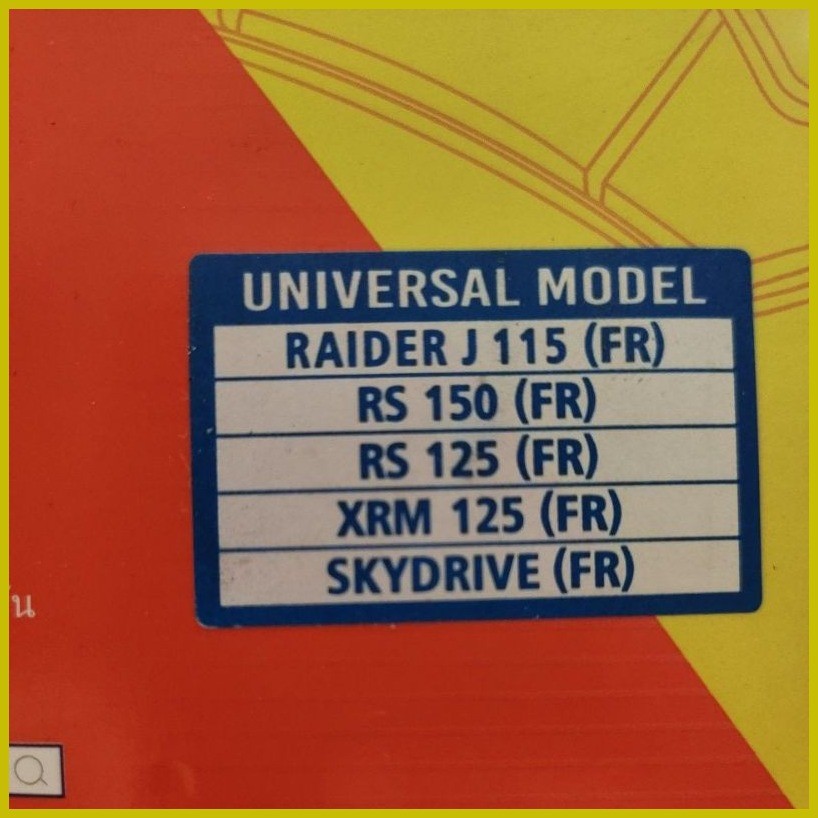 UNIVERSAL MODEL
RAIDER J 115 (FR)
RS 150 (FR)
RS 125 (FR)
XRM 125 (FR)
SKYDRIVE (FR)